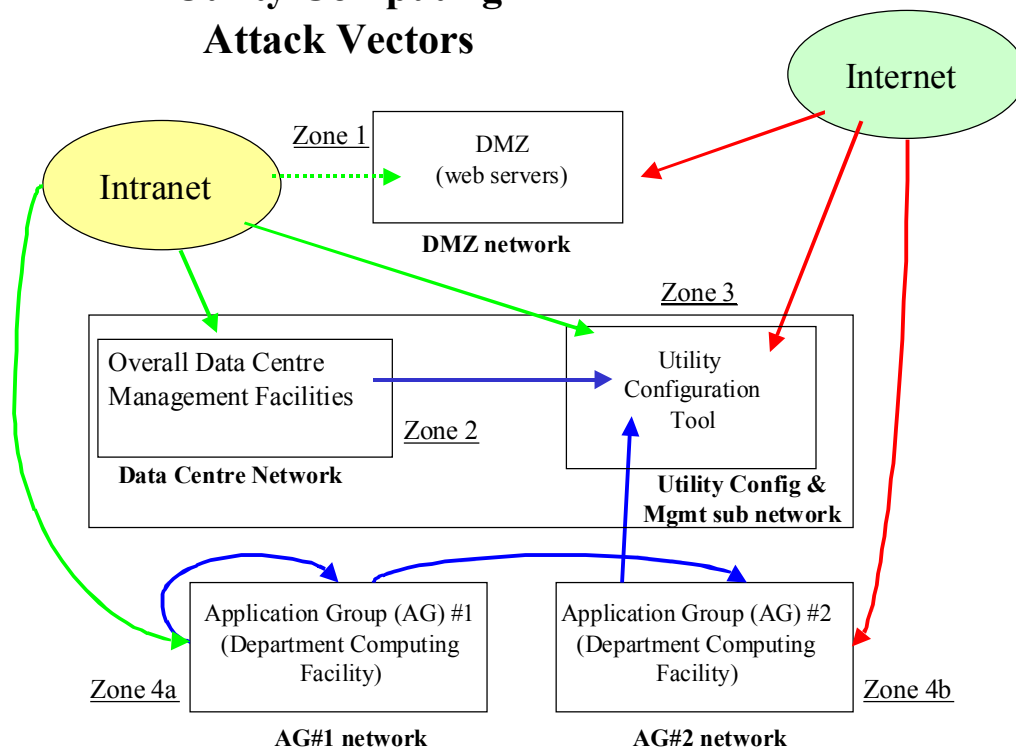 Attack Vectors
Internet
Zone 1
DMZ
(web servers)
Intranet
DMZ network
Zone 3
Overall Data Centre
Management Facilities
Utility
Configuration
Tool
Zone 2
Data Centre Network
Utility Config &
Mgmt sub network
Application Group (AG) #1
(Department Computing
Facility)
Application Group (AG) #2
(Department Computing
Facility)
Zone 4a
Zone 4b
AG#1 network
AG#2 network